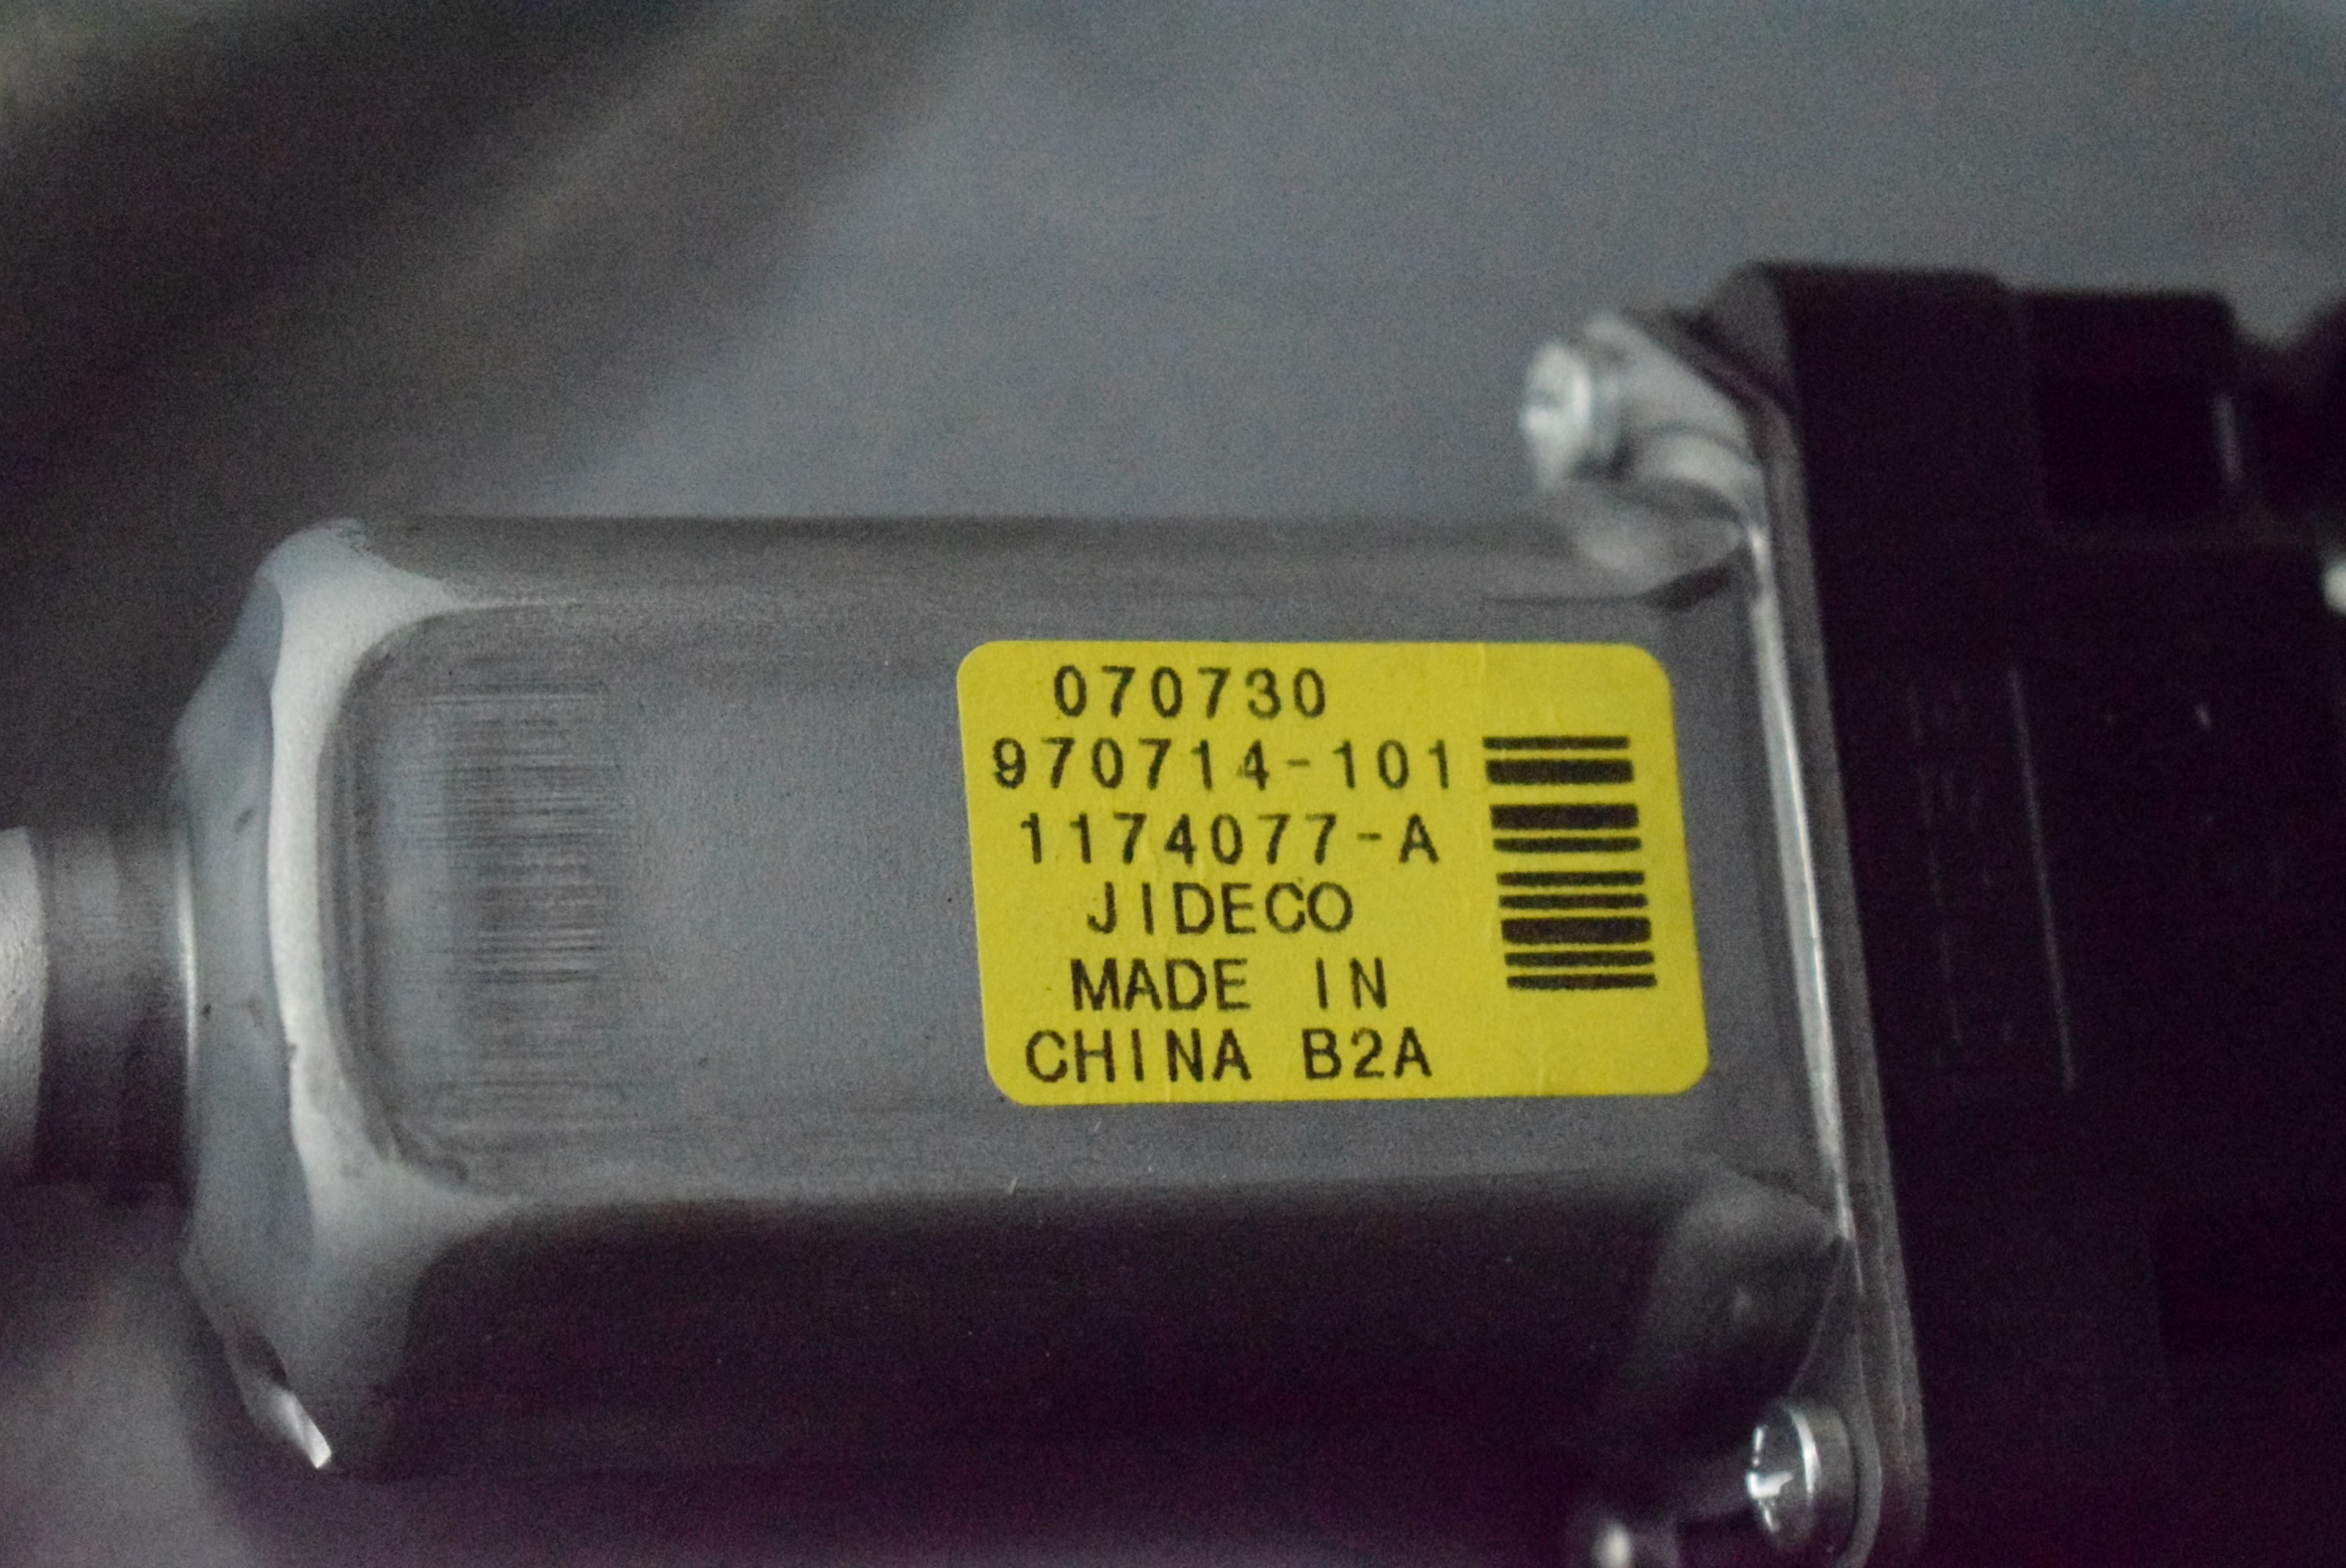 070730
970714-101
1174077-A
JIDECO
MADE IN
CHINA B2A